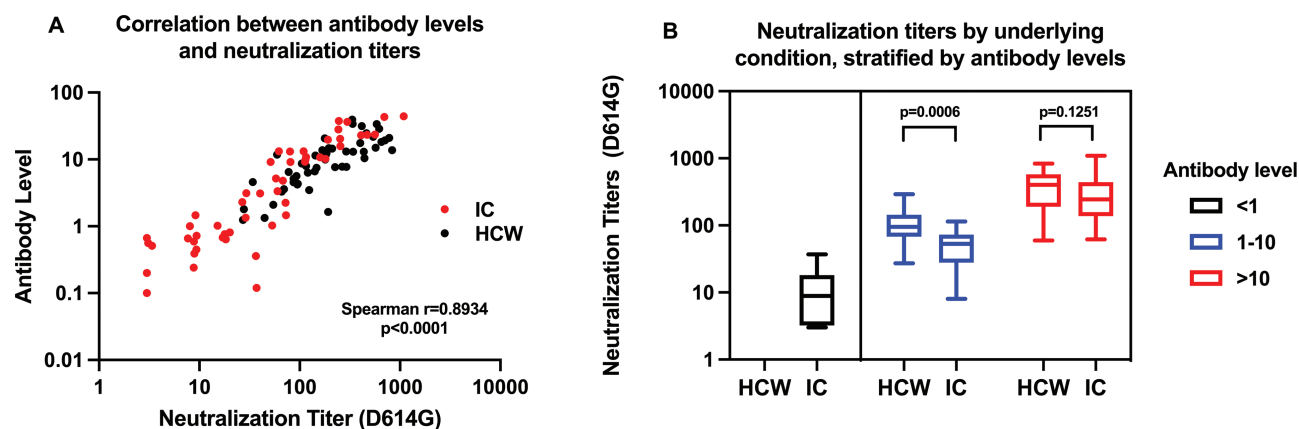 A
Correlation between antibody levels
and neutralization titers
Antibody Level
100
10
1
0.1
0.01
1
10
100
1000
10000
Neutralization Titer (D614G)
IC
HCW
Spearman r=0.8934
p<0.0001
B
Neutralization titers by underlying
condition, stratified by antibody levels
Neutralization Titers (D614G)
10000
1000
100
10
1
p=0.0006
p=0.1251
HCW
IC
HCW
IC
HCW
IC
Antibody level
<1
1-10
>10